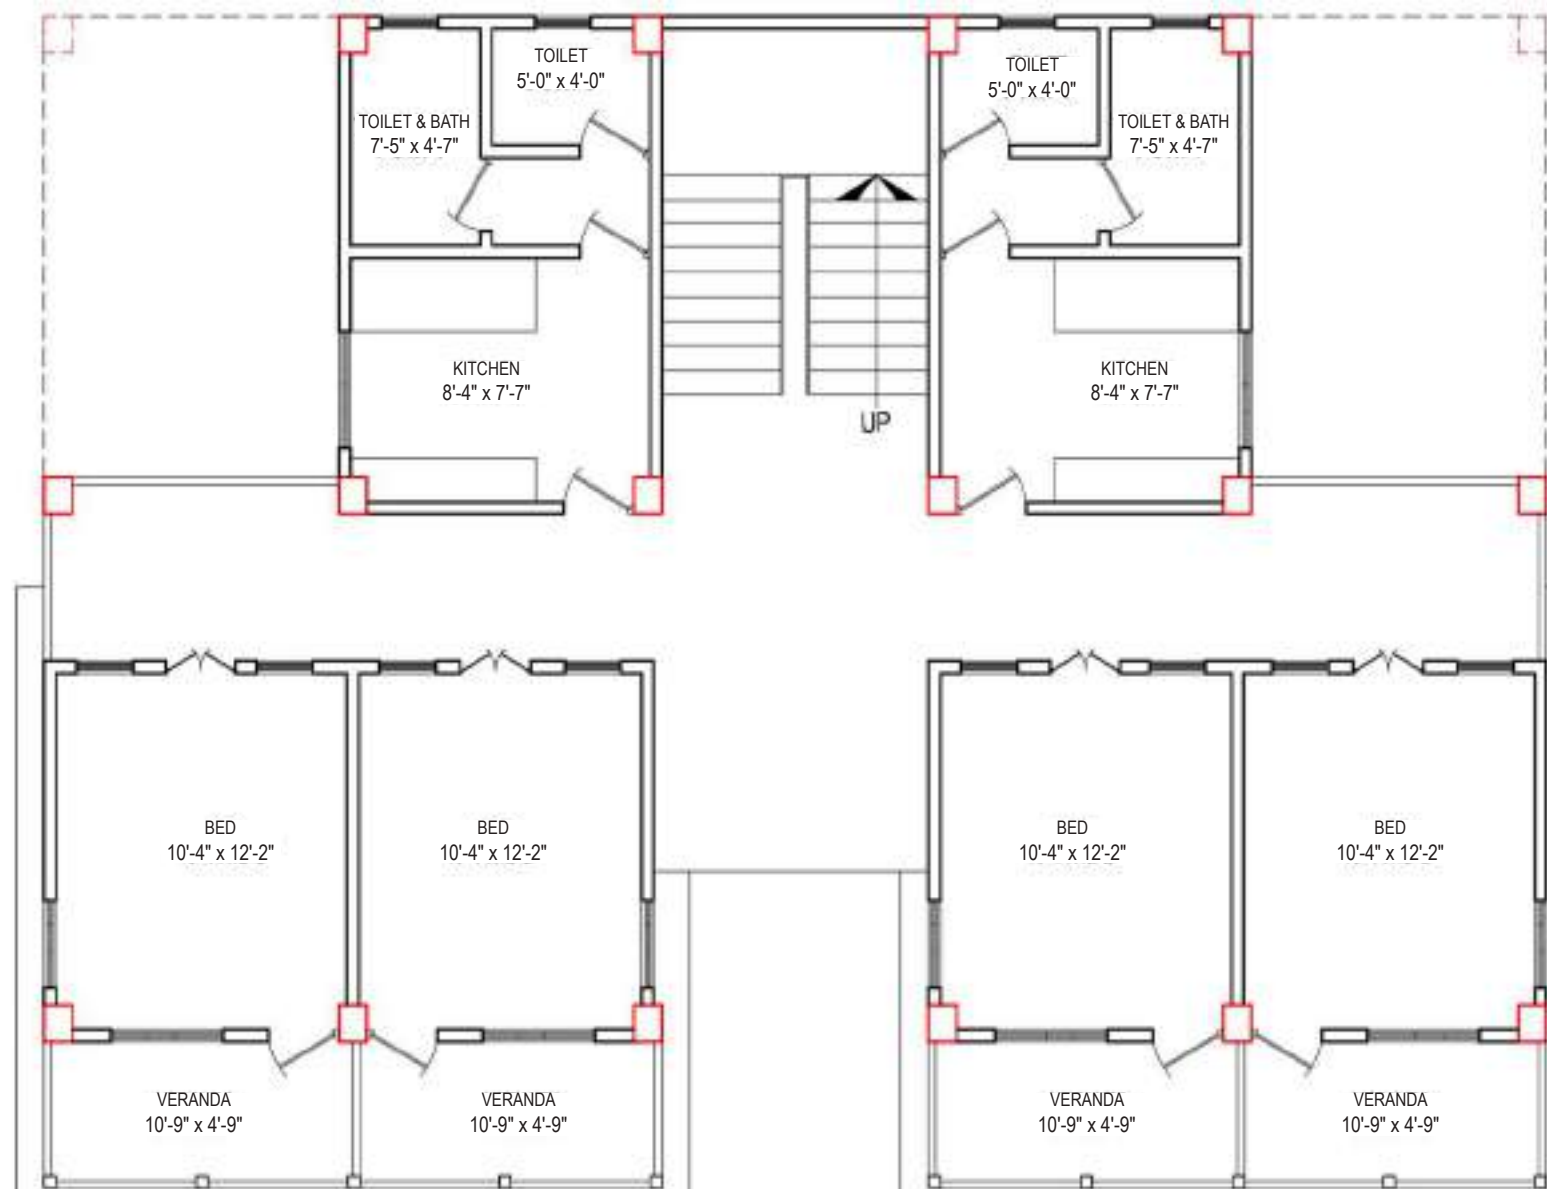 TOILET
5'-0" x 4'-0"
TOILET
5'-0" x 4'-0"
TOILET & BATH
7'-5" x 4'-7"
TOILET & BATH
7'-5" x 4'-7"
KITCHEN
8'-4" x 7'-7"
KITCHEN
8'-4" x 7'-7"
UP
BED
10'-4" x 12'-2"
BED
10'-4" x 12'-2"
BED
10'-4" x 12'-2"
BED
10'-4" x 12'-2"
VERANDA
10'-9" x 4'-9"
VERANDA
10'-9" x 4'-9"
VERANDA
10'-9" x 4'-9"
VERANDA
10'-9" x 4'-9"